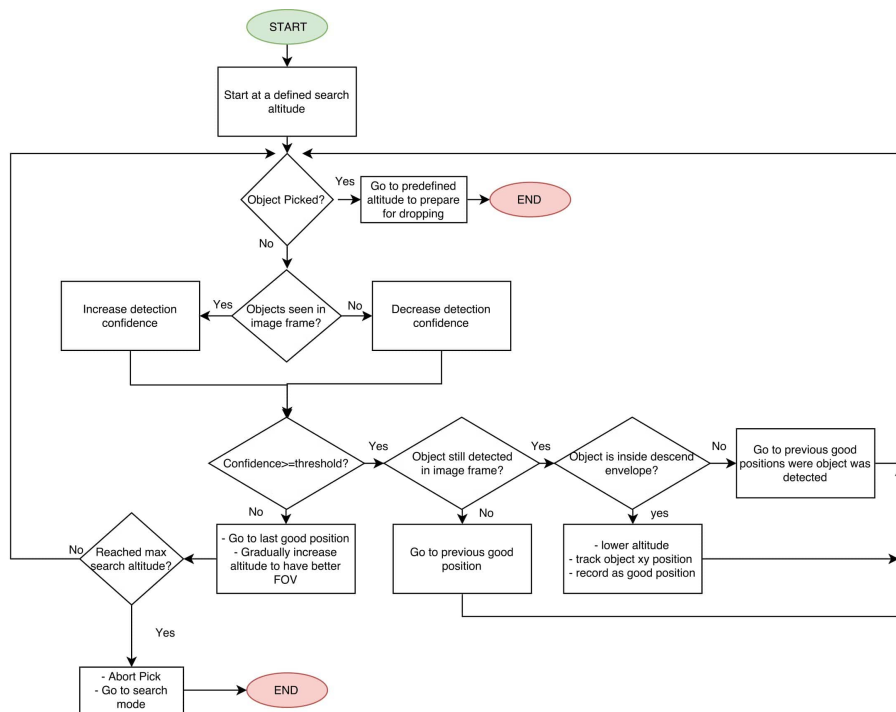 START
Start at a defined search
altitude
Object Picked?
Yes
Go to predefined
altitude to prepare
for dropping
END
No
Objects seen in
image frame?
Yes
No
Increase detection
confidence
Decrease detection
confidence
Confidence>=threshold?
Yes
Object still detected
in image frame?
Yes
Object is inside descend
envelope?
No
Go to previous good
positions were object was
detected
No
- Go to last good position
- Gradually increase
altitude to have better
FOV
No
Go to previous good
position
yes
- lower altitude
- track object xy position
- record as good position
Reached max
search altitude?
No
Yes
- Abort Pick
- Go to search
mode
END